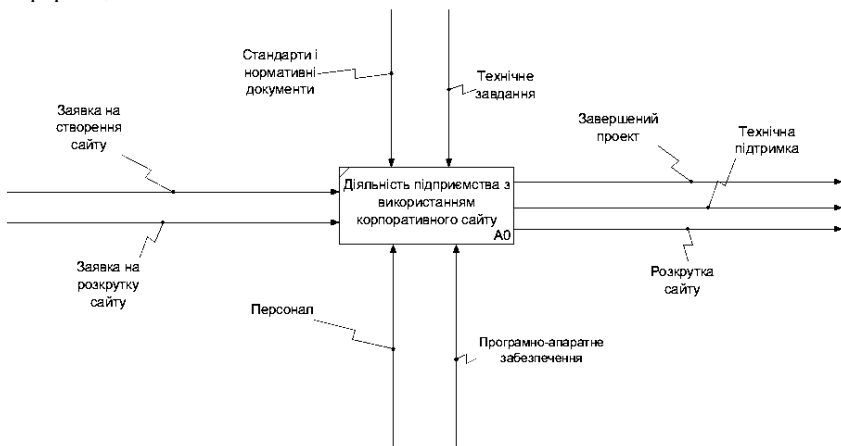 Стандарти і
нормативні
документи
Технічне
завдання
Заявка на
створення
сайту
Завершений
проект
Технічна
підтримка
Діяльність підприємства з
використанням
корпоративного сайту
A0
Заявка на
розкрутку
сайту
Розкрутка
сайту
Персонал
Програмно-апаратне
забезпечення